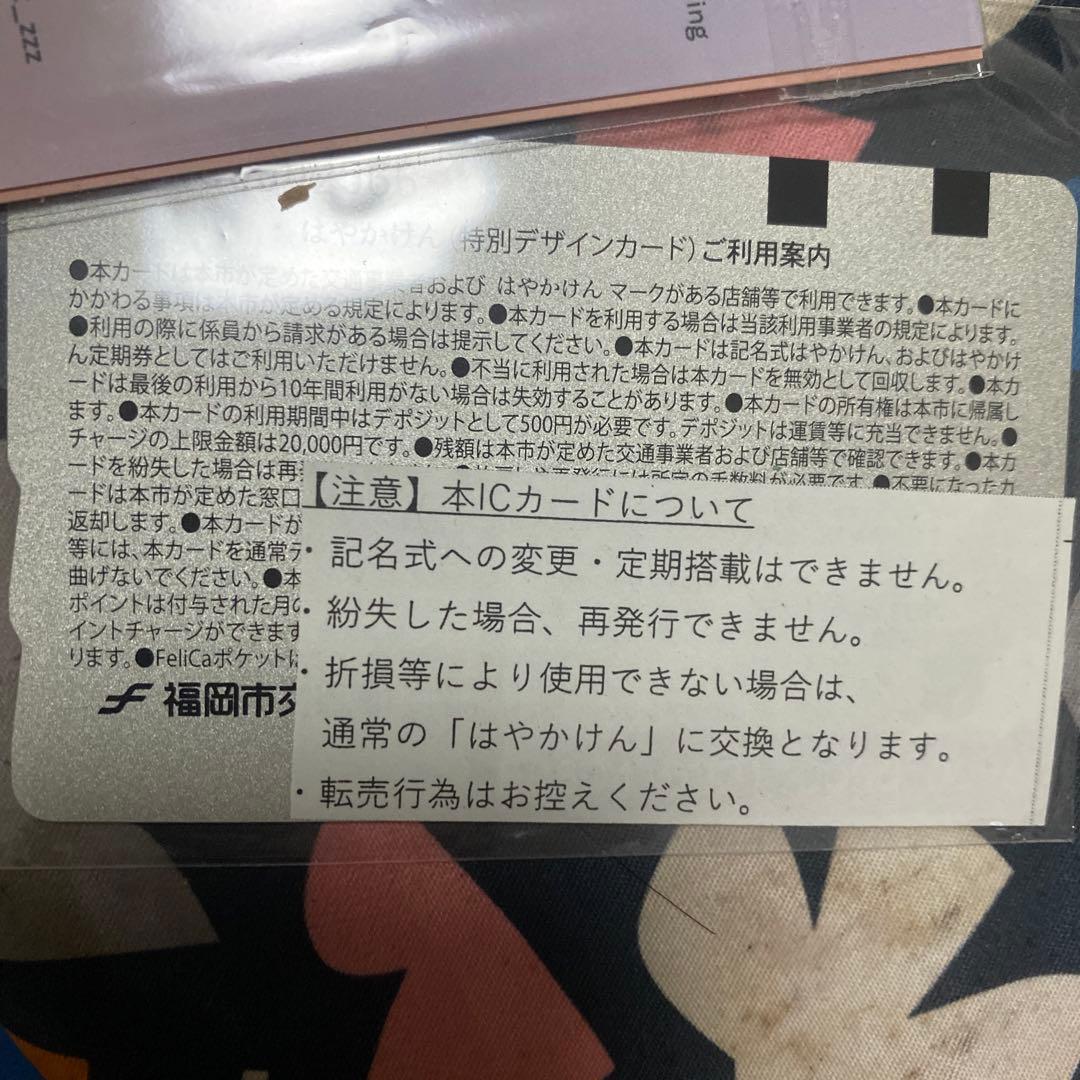 zzz
ing
はやかけん(特別デザインカード)ご利用案内
●本カードは本市が定めた交通事業者および はやかけん マークがある店舗等で利用できます。●本カードに
かかわる事項は本市が定める規定によります。●本カードを利用する場合は当該利用事業者の規定によります。
●利用の際に係員から請求がある場合は提示してください。●本カードは記名式はやかけん、およびはやかけ
ん定期券としてはご利用いただけません。●不当に利用された場合は本カードを無効として回収します。●本カ
ードは最後の利用から10年間利用がない場合は失効することがあります。●本カードの所有権は本市に帰属し
ます。●本カードの利用期間中はデポジットとして500円が必要です。デポジットは運賃等に充当できません。●
チャージの上限金額は20,000円です。●残額は本市が定めた交通事業者および店舗等で確認できます。●本カ
ードを紛失した場合は再 には所定の手数料が必要です。●不要になったカ
ードは本市が定めた窓口
返却します。●本カードが
等には、本カードを通常デ
曲げないでください。●本
ポイントは付与された月の
イントチャージができます
ります。●FeliCaポケットに
福岡市交
【注意】本ICカードについて
・記名式への変更・定期搭載はできません。
・紛失した場合、再発行できません。
・折損等により使用できない場合は、
通常の「はやかけん」に交換となります。
・転売行為はお控えください。